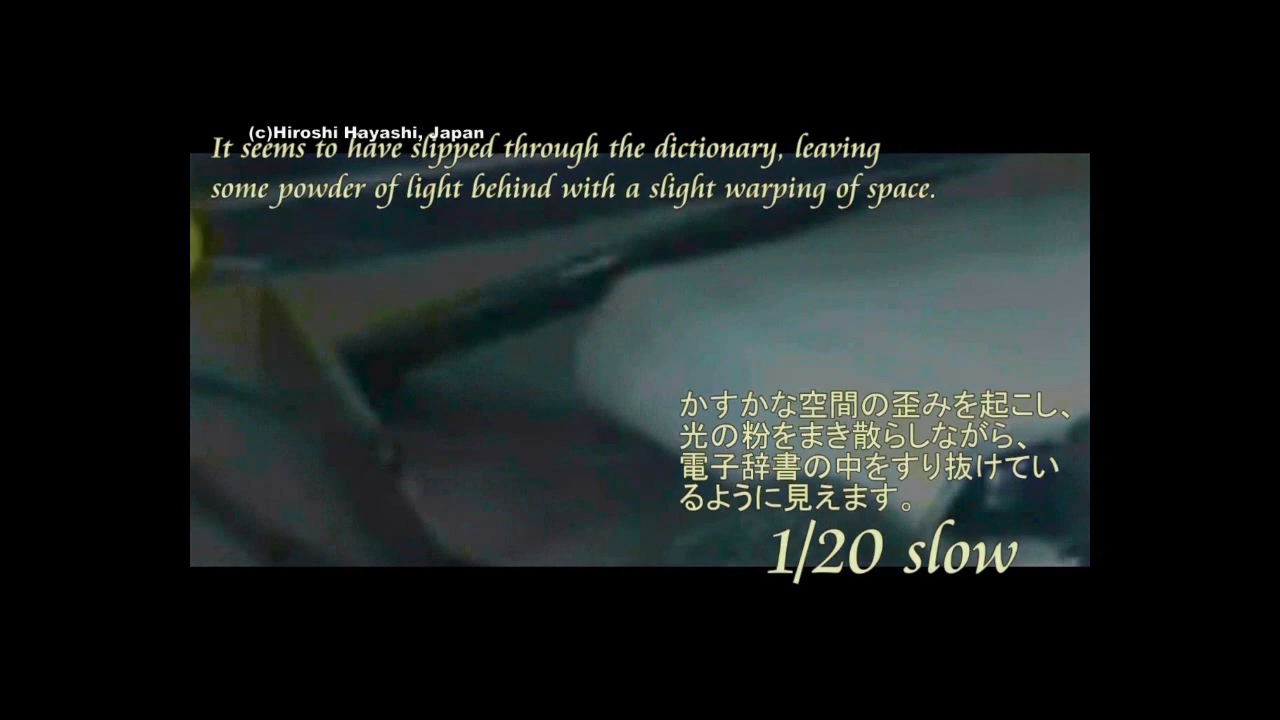 (c)Hiroshi Hayashi, Japan
It seems to have slipped through the dictionary, leaving
some powder of light behind with a slight warping of space.
かすかな空間の歪みを起こし、
光の粉をまき散らしながら、
電子辞書の中をすり抜けてい
るように見えます。
1/20 slow